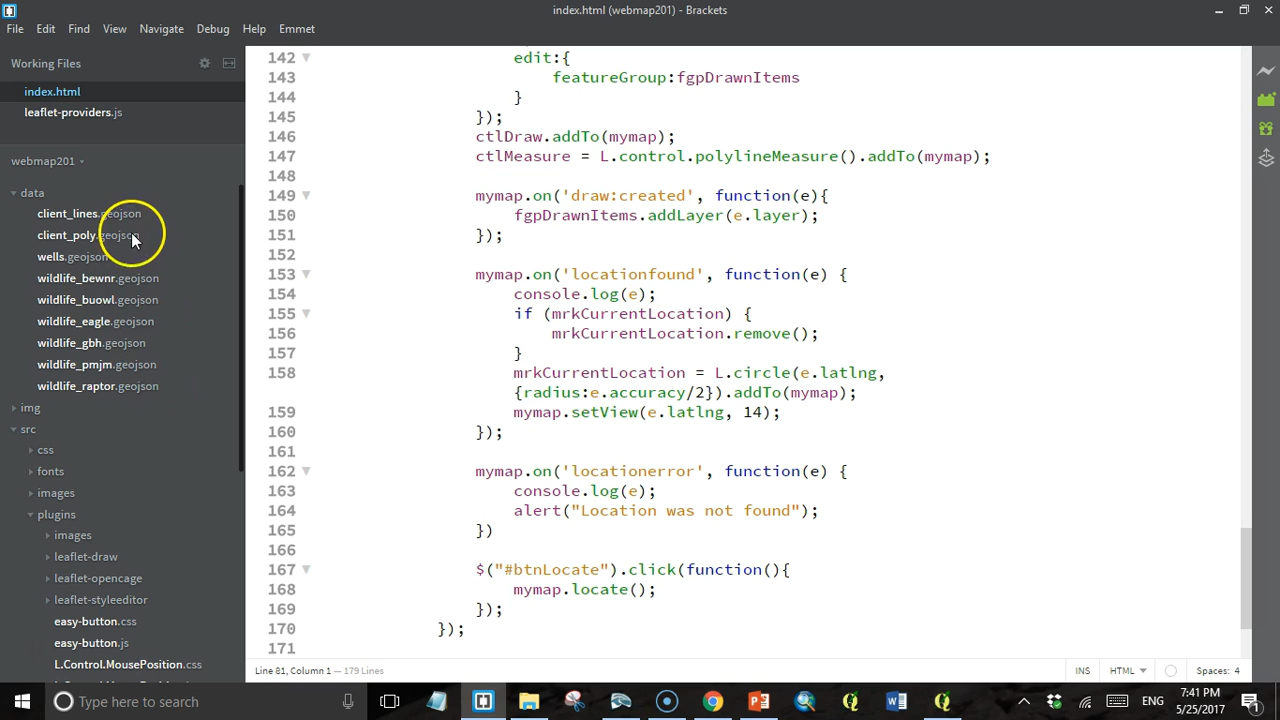 index.html (webmap201) - Brackets
File Edit Find View Navigate Debug Help Emmet
Working Files
index.html
leaflet-providers.js
webmap201
data
client_lines.geojson
client_poly.geojson
wells.geojson
wildlife_bewnr.geojson
wildlife_buowl.geojson
wildlife_eagle.geojson
wildlife_gbh.geojson
wildlife_pmjm.geojson
wildlife_raptor.geojson
img
src
css
fonts
images
plugins
images
leaflet-draw
leaflet-opencage
leaflet-styleeditor
easy-button.css
easy-button.js
L.Control.MousePosition.css
142 edit:{
143 featureGroup:fgpDrawnItems
144 }
145 });
146 ctlDraw.addTo(mymap);
147 ctlMeasure = L.control.polylineMeasure().addTo(mymap);
148
149 mymap.on('draw:created', function(e){
150 fgpDrawnItems.addLayer(e.layer);
151 });
152
153 mymap.on('locationfound', function(e) {
154 console.log(e);
155 if (mrkCurrentLocation) {
156 mrkCurrentLocation.remove();
157 }
158 mrkCurrentLocation = L.circle(e.latlng,
{radius:e.accuracy/2}).addTo(mymap);
159 mymap.setView(e.latlng, 14);
160 });
161
162 mymap.on('locationerror', function(e) {
163 console.log(e);
164 alert("Location was not found");
165 })
166
167 $("#btnLocate").click(function(){
168 mymap.locate();
169 });
170 });
171
Line 81, Column 1 — 179 Lines
INS HTML Spaces: 4
Type here to search
ENG
7:41 PM
5/25/2017